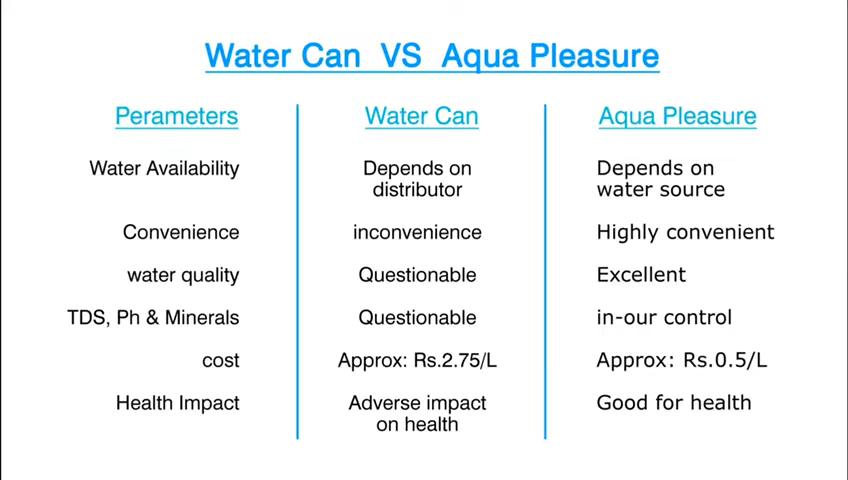 Water Can VS Aqua Pleasure
Perameters Water Can Aqua Pleasure
Water Availability Depends on Depends on
distributor water source
Convenience inconvenience Highly convenient
water quality Questionable Excellent
TDS, Ph & Minerals Questionable in-our control
cost Approx: Rs.2.75/L Approx: Rs.0.5/L
Health Impact Adverse impact Good for health
on health